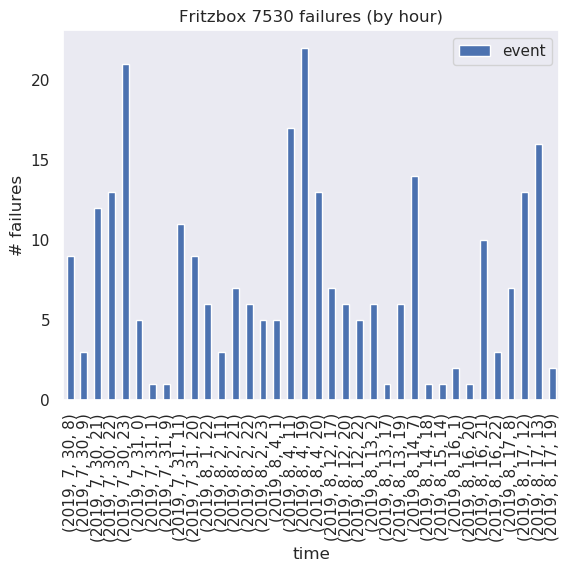 Fritzbox 7530 failures (by hour)
event
# failures
20
15
10
5
0
(2019, 7, 30, 8)
(2019, 7, 30, 9)
(2019, 7, 30, 21)
(2019, 7, 30, 22)
(2019, 7, 30, 23)
(2019, 7, 31, 0)
(2019, 7, 31, 1)
(2019, 7, 31, 9)
(2019, 7, 31, 11)
(2019, 7, 31, 20)
(2019, 8, 1, 22)
(2019, 8, 2, 11)
(2019, 8, 2, 21)
(2019, 8, 2, 22)
(2019, 8, 2, 23)
(2019, 8, 4, 1)
(2019, 8, 4, 11)
(2019, 8, 4, 19)
(2019, 8, 4, 20)
(2019, 8, 12, 17)
(2019, 8, 12, 20)
(2019, 8, 12, 22)
(2019, 8, 13, 2)
(2019, 8, 13, 17)
(2019, 8, 13, 19)
(2019, 8, 14, 7)
(2019, 8, 14, 18)
(2019, 8, 15, 14)
(2019, 8, 16, 1)
(2019, 8, 16, 20)
(2019, 8, 16, 21)
(2019, 8, 16, 22)
(2019, 8, 17, 8)
(2019, 8, 17, 12)
(2019, 8, 17, 13)
(2019, 8, 17, 19)
time